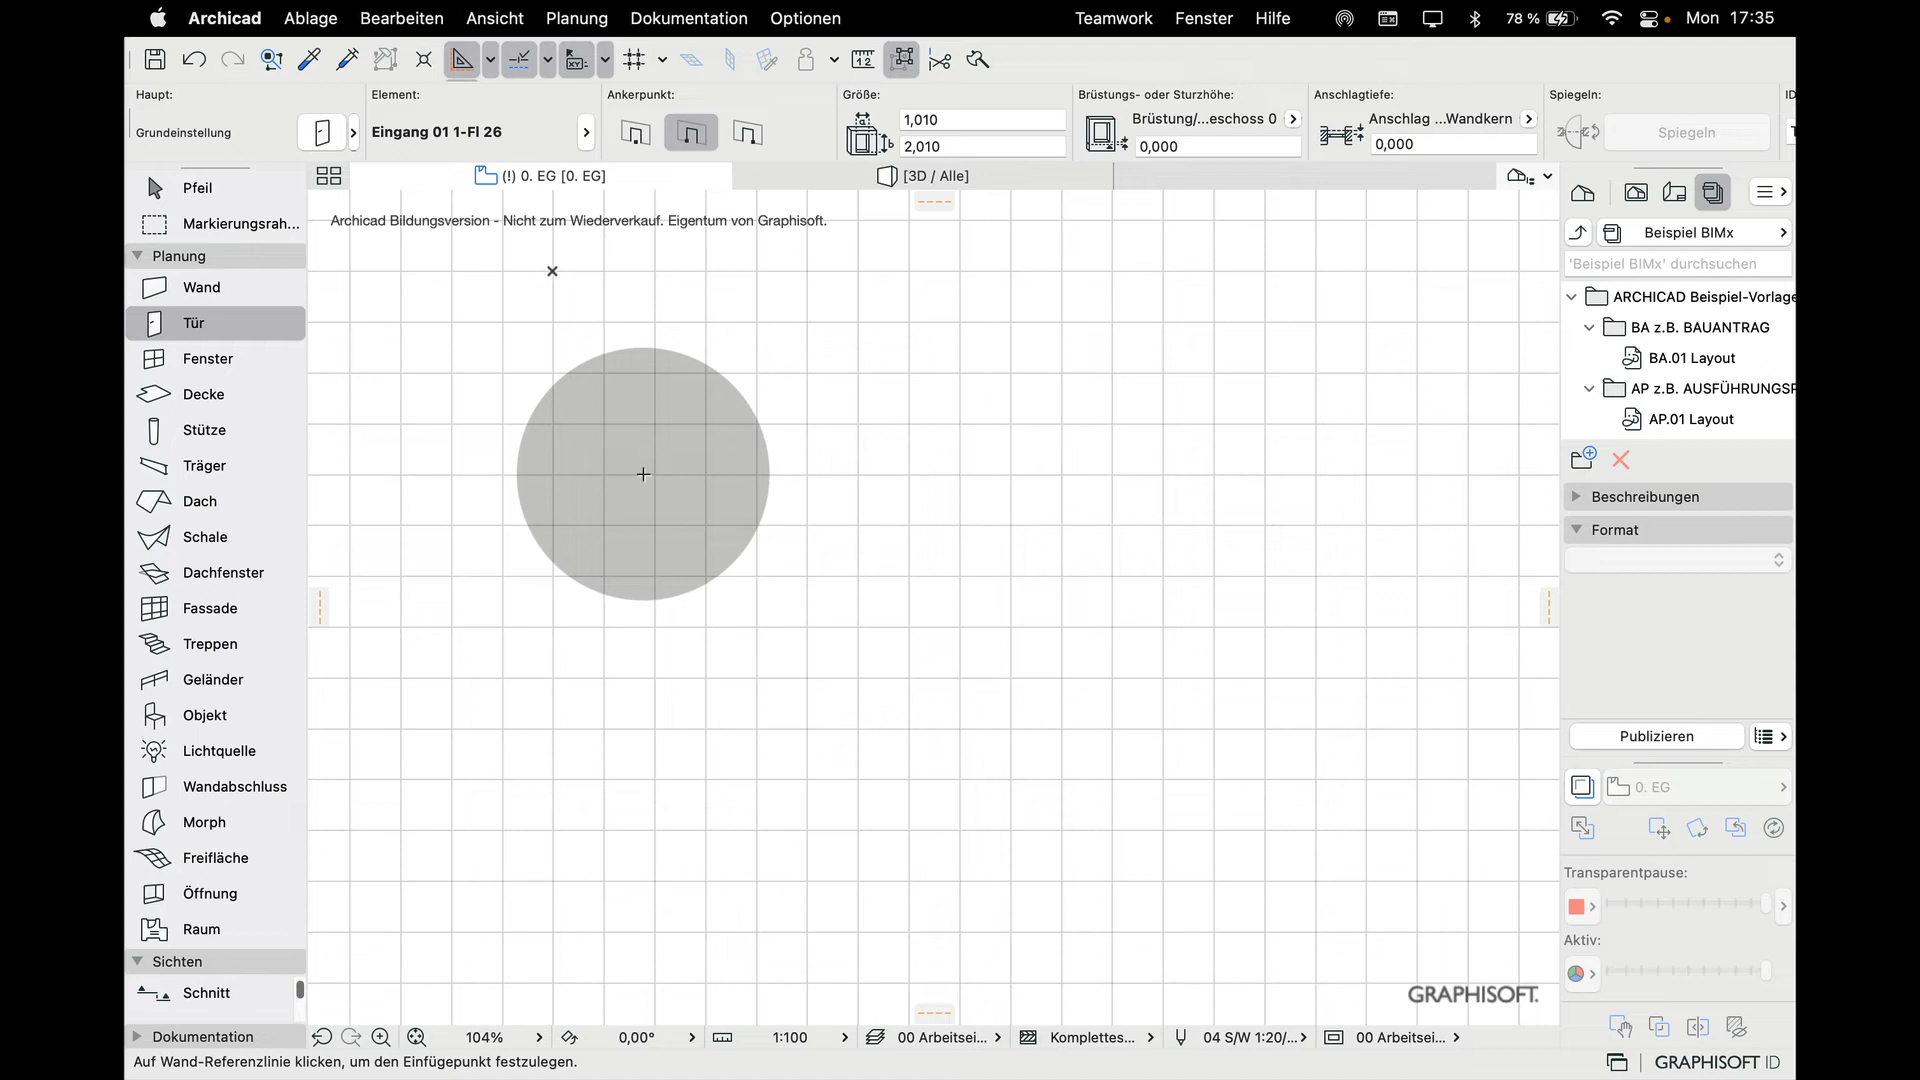 Archicad Ablage Bearbeiten Ansicht Planung Dokumentation Optionen Teamwork Fenster Hilfe 78 % Mon 17:35
Haupt: Element: Ankerpunkt: Größe: Brüstungs- oder Sturzhöhe: Anschlagtiefe: Spiegeln: ID
1,010 Brüstung/...eschoss 0 Anschlag ...Wandkern
Grundeinstellung Eingang 01 1-Fl 26 Spiegeln
2,010 0,000 0,000
(!) 0. EG [0. EG] [3D / Alle]
Archicad Bildungsversion - Nicht zum Wiederverkauf. Eigentum von Graphisoft.
Pfeil
Markierungsrah...
Planung
Wand
Tür
Fenster
Decke
Stütze
Träger
Dach
Schale
Dachfenster
Fassade
Treppen
Geländer
Objekt
Lichtquelle
Wandabschluss
Morph
Freifläche
Öffnung
Raum
Sichten
Schnitt
Dokumentation
Beispiel BIMx
'Beispiel BIMx' durchsuchen
ARCHICAD Beispiel-Vorlage
BA z.B. BAUANTRAG
BA.01 Layout
AP z.B. AUSFÜHRUNGSP
AP.01 Layout
Beschreibungen
Format
Publizieren
0. EG
Transparentpause:
Aktiv:
GRAPHISOFT.
104% 0,00° 1:100 00 Arbeitsei... Komplettes... 04 S/W 1:20/... 00 Arbeitsei...
Auf Wand-Referenzlinie klicken, um den Einfügepunkt festzulegen.
GRAPHISOFT ID